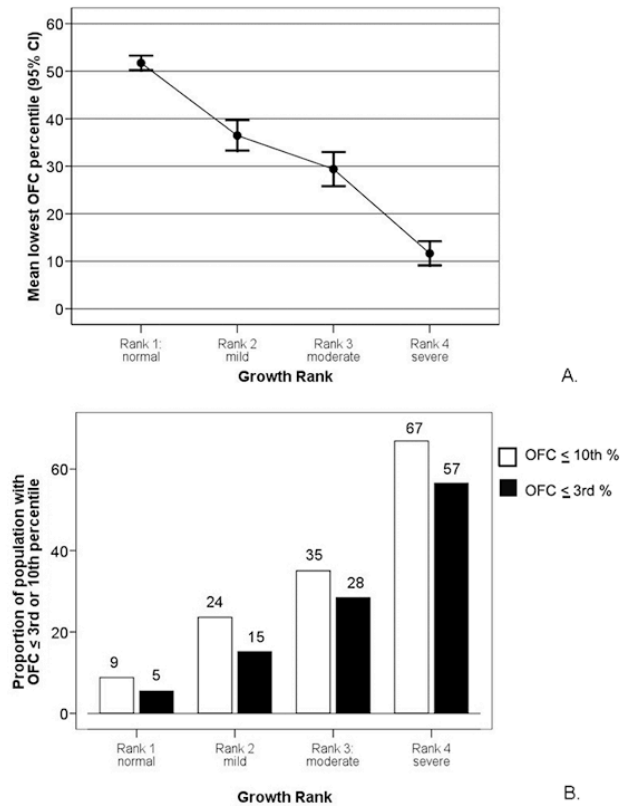 Mean lowest OFC percentile (95% CI)
60
50
40
30
20
10
0
Rank 1:
normal
Rank 2
mild
Rank 3
moderate
Rank 4
severe
Growth Rank
A.
Proportion of population with
OFC ≤ 3rd or 10th percentile
60
40
20
0
9
5
24
15
35
28
67
57
OFC ≤ 10th %
OFC ≤ 3rd %
Rank 1
normal
Rank 2
mild
Rank 3:
moderate
Rank 4
severe
Growth Rank
B.